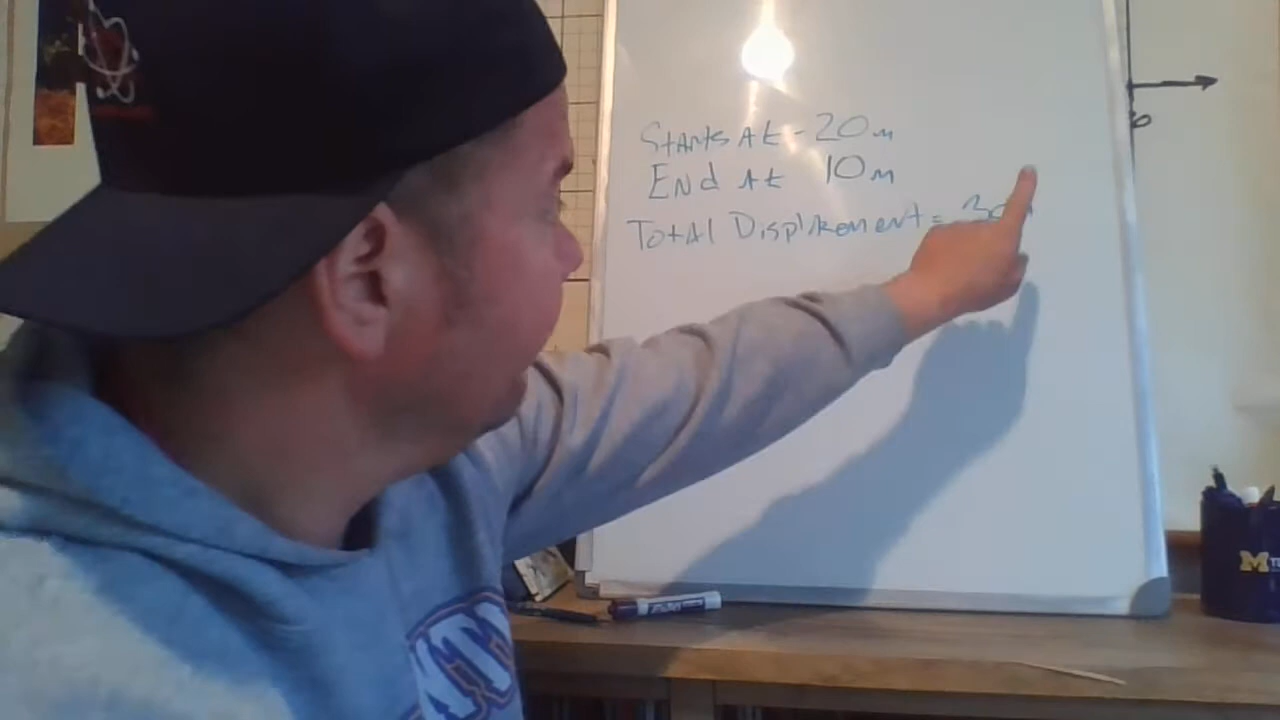 Starts At -20m
End At 10m
Total Displacement = 30m
M